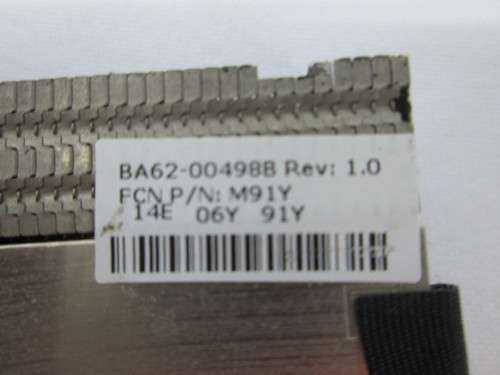 BA62-00498B Rev: 1.0
FCN P/N: M91Y
14E 06Y 91Y